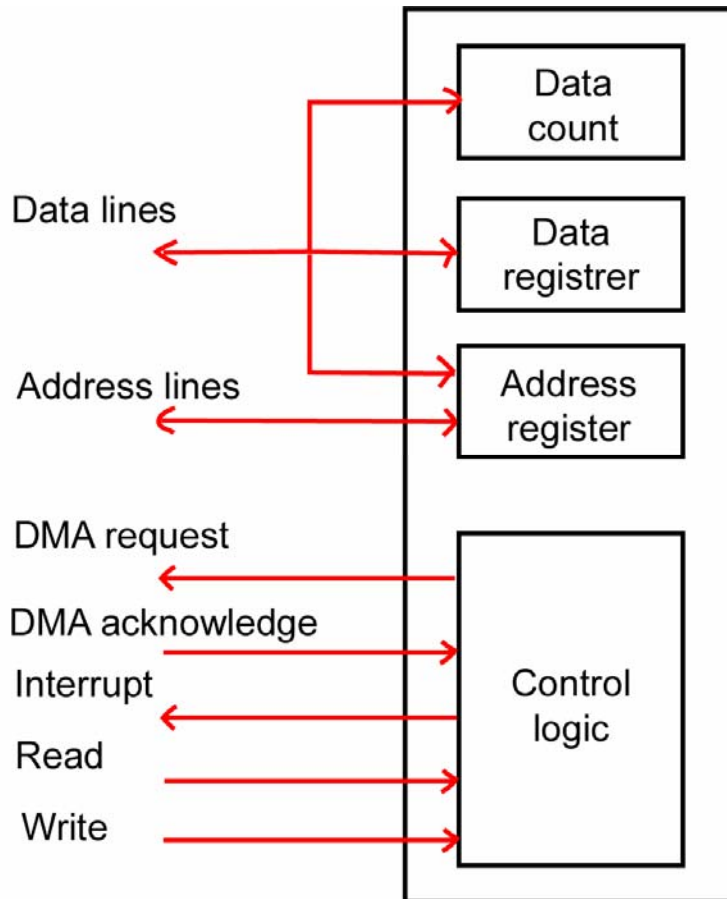 Data
count
Data lines
Data
registrer
Address lines
Address
register
DMA request
DMA acknowledge
Interrupt
Control
logic
Read
Write